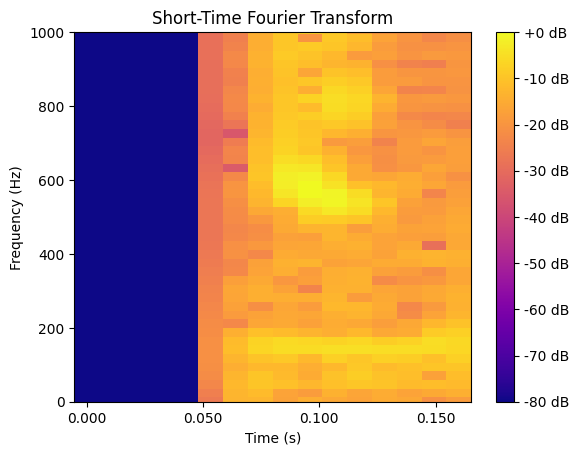 Short-Time Fourier Transform
1000
800
600
400
200
0
Frequency (Hz)
0.000
0.050
0.100
0.150
Time (s)
+0 dB
-10 dB
-20 dB
-30 dB
-40 dB
-50 dB
-60 dB
-70 dB
-80 dB